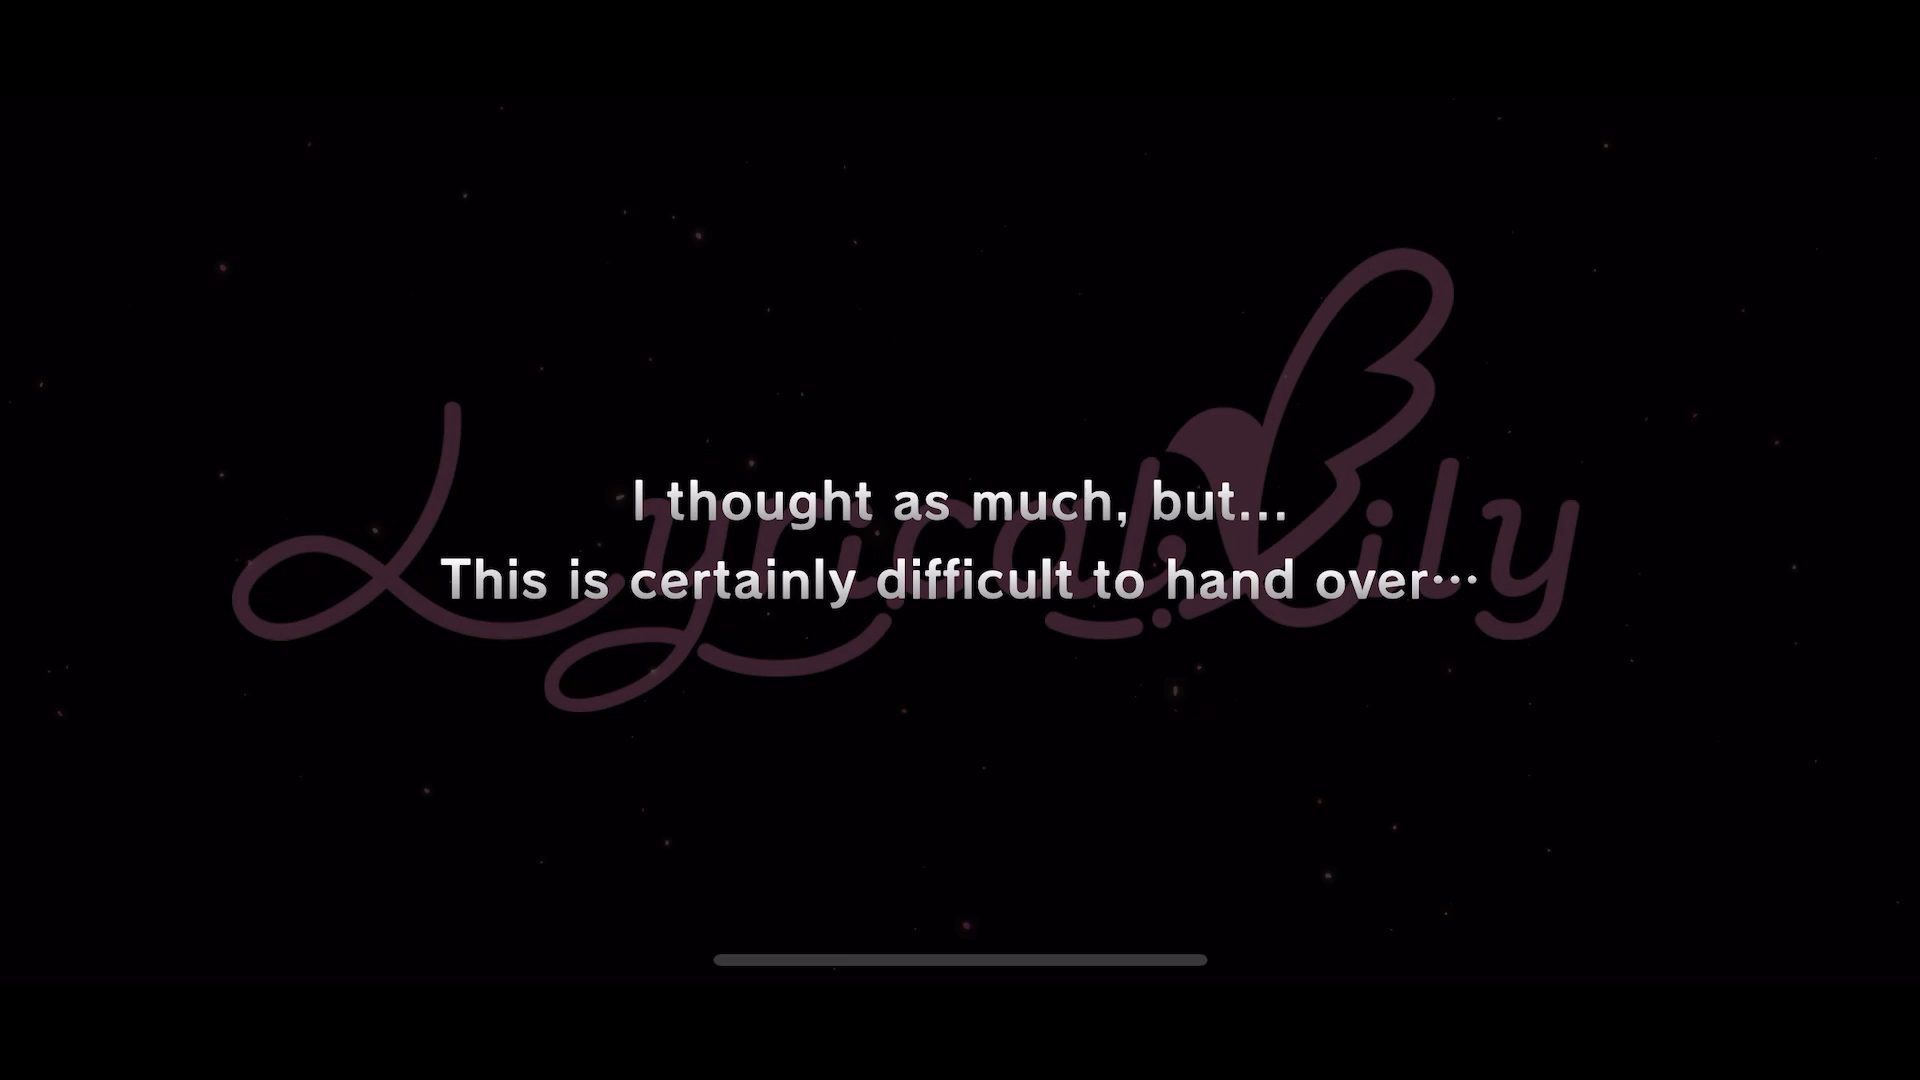 Lyrical Lily
I thought as much, but...
This is certainly difficult to hand over…